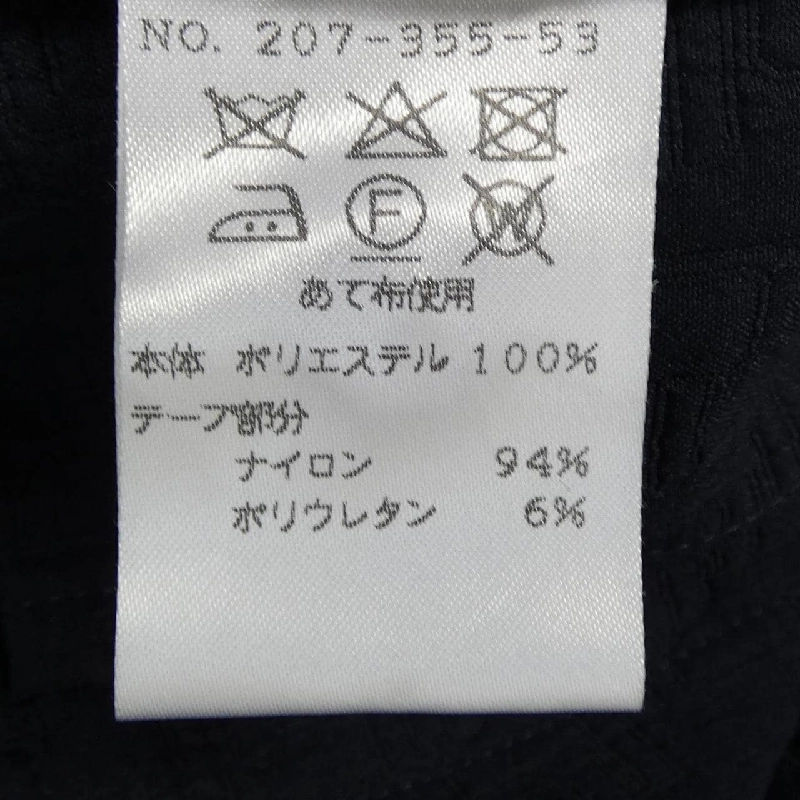 NO. 207-355-53
F
W
あて布使用
本体 ポリエステル 100%
テープ部分
ナイロン 94%
ポリウレタン 6%